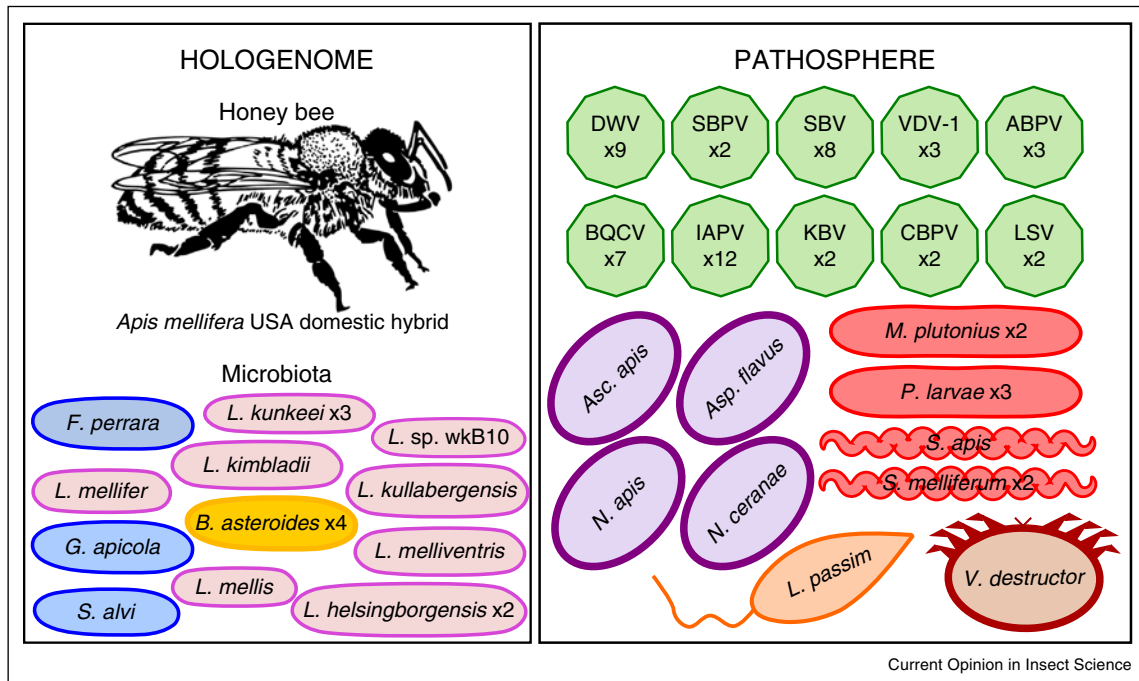 HOLOGENOME
Honey bee
Apis mellifera USA domestic hybrid
Microbiota
F. perrara
L. kunkeei x3
L. sp. wkB10
L. kimbladii
L. mellifer
L. kullabergensis
B. asteroides x4
G. apicola
L. melliventris
L. mellis
S. alvi
L. helsingborgensis x2
PATHOSPHERE
DWV
x9
SBPV
x2
SBV
x8
VDV-1
x3
ABPV
x3
BQCV
x7
IAPV
x12
KBV
x2
CBPV
x2
LSV
x2
Asc. apis
Asp. flavus
N. apis
N. ceranae
M. plutonius x2
P. larvae x3
S. apis
S. melliferum x2
L. passim
V. destructor
Current Opinion in Insect Science